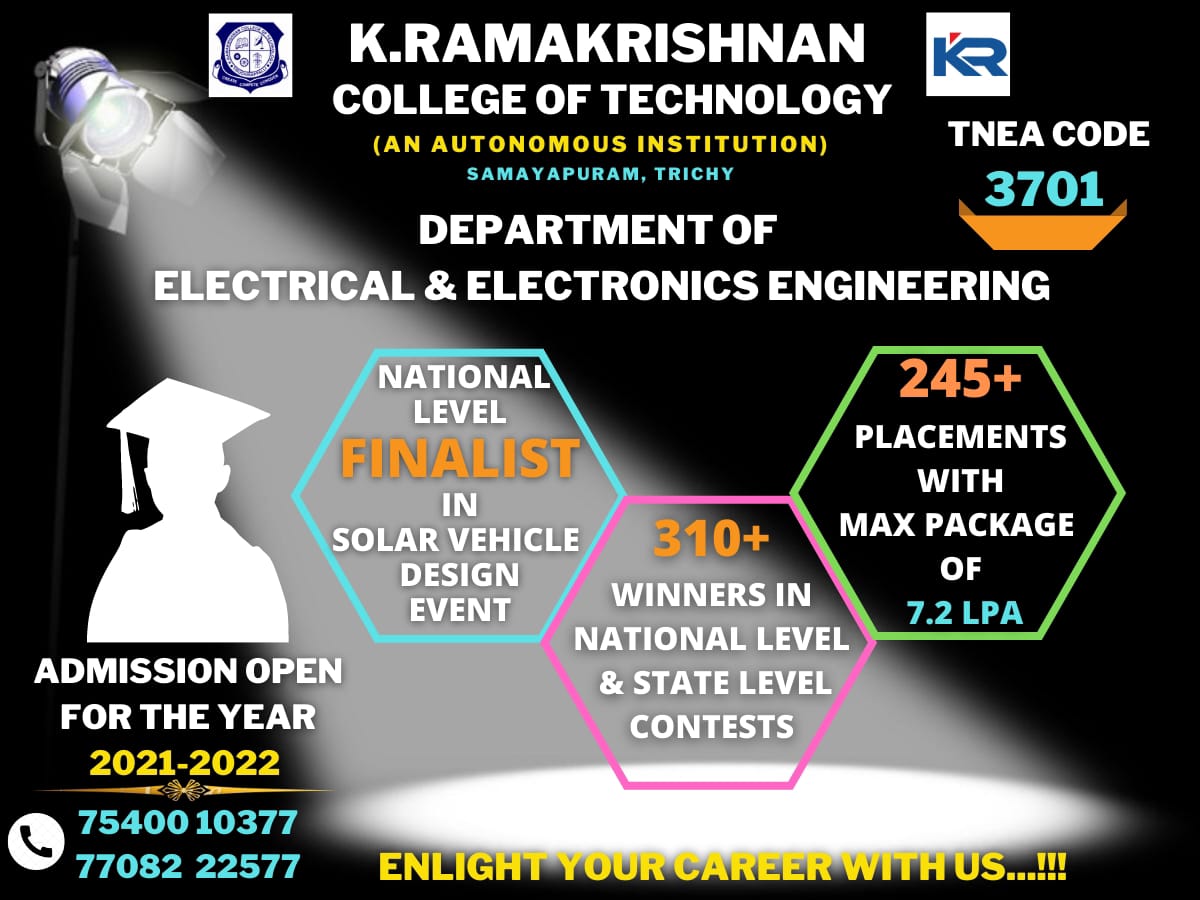 K.RAMAKRISHNAN
COLLEGE OF TECHNOLOGY
(AN AUTONOMOUS INSTITUTION)
SAMAYAPURAM, TRICHY
KR
TNEA CODE
3701
DEPARTMENT OF
ELECTRICAL & ELECTRONICS ENGINEERING
NATIONAL
LEVEL
FINALIST
IN
SOLAR VEHICLE
DESIGN
EVENT
310+
WINNERS IN
NATIONAL LEVEL
& STATE LEVEL
CONTESTS
245+
PLACEMENTS
WITH
MAX PACKAGE
OF
7.2 LPA
ADMISSION OPEN
FOR THE YEAR
2021-2022
75400 10377
77082 22577
ENLIGHT YOUR CAREER WITH US...!!!